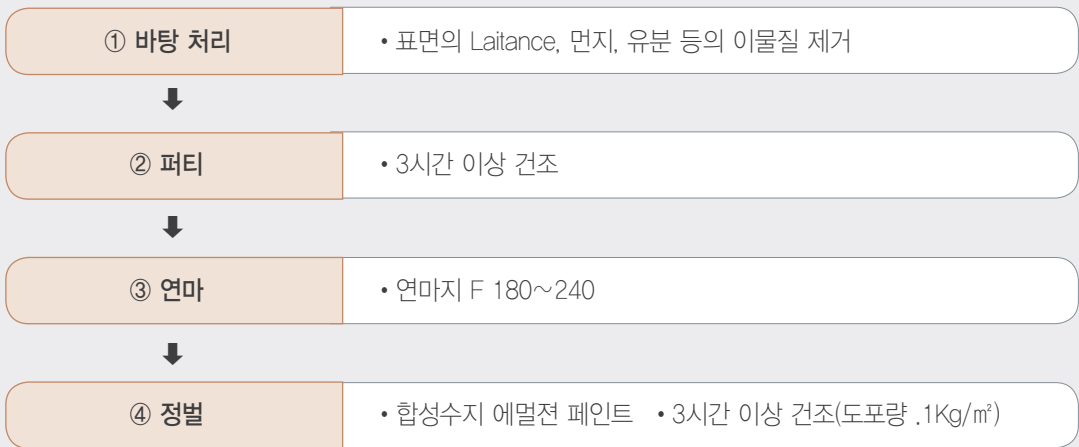 ① 바탕 처리
• 표면의 Laitance, 먼지, 유분 등의 이물질 제거
② 퍼티
• 3시간 이상 건조
③ 연마
• 연마지 F 180~240
④ 정벌
• 합성수지 에멀젼 페인트 • 3시간 이상 건조(도포량 .1Kg/㎡)